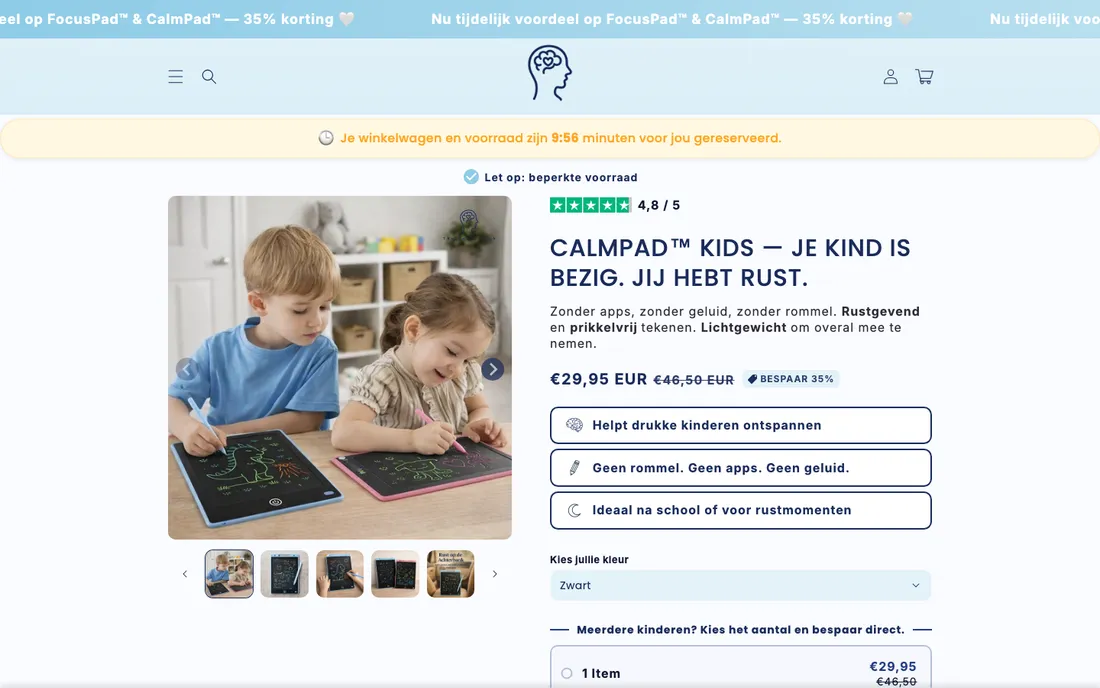 eel op FocusPad™ & CalmPad™ — 35% korting 🤍 Nu tijdelijk voordeel op FocusPad™ & CalmPad™ — 35% korting 🤍 Nu tijdelijk voo
Je winkelwagen en voorraad zijn 9:56 minuten voor jou gereserveerd.
Let op: beperkte voorraad
4,8 / 5
CALMPAD™ KIDS — JE KIND IS
BEZIG. JIJ HEBT RUST.
Zonder apps, zonder geluid, zonder rommel. Rustgevend
en prikkelvrij tekenen. Lichtgewicht om overal mee te
nemen.
€29,95 EUR €46,50 EUR BESPAAR 35%
Helpt drukke kinderen ontspannen
Geen rommel. Geen apps. Geen geluid.
Ideaal na school of voor rustmomenten
Kies jullie kleur
Zwart
Meerdere kinderen? Kies het aantal en bespaar direct.
1 Item
€29,95
€46,50